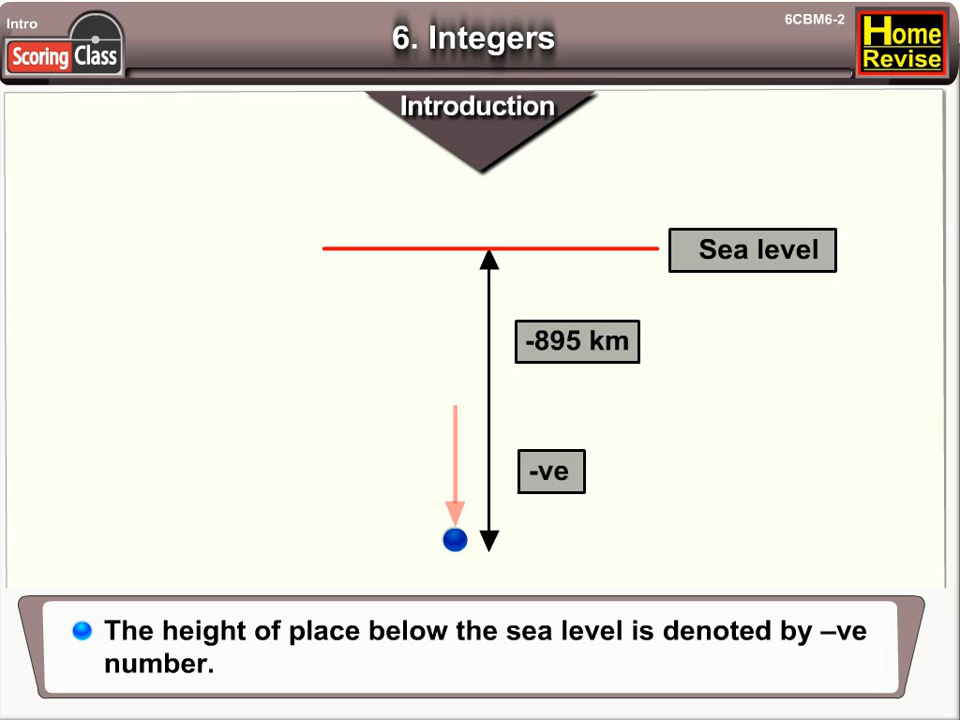 Intro
Scoring Class
6. Integers
6CBM6-2
Home
Revise
Introduction
Sea level
-895 km
-ve
The height of place below the sea level is denoted by –ve
number.